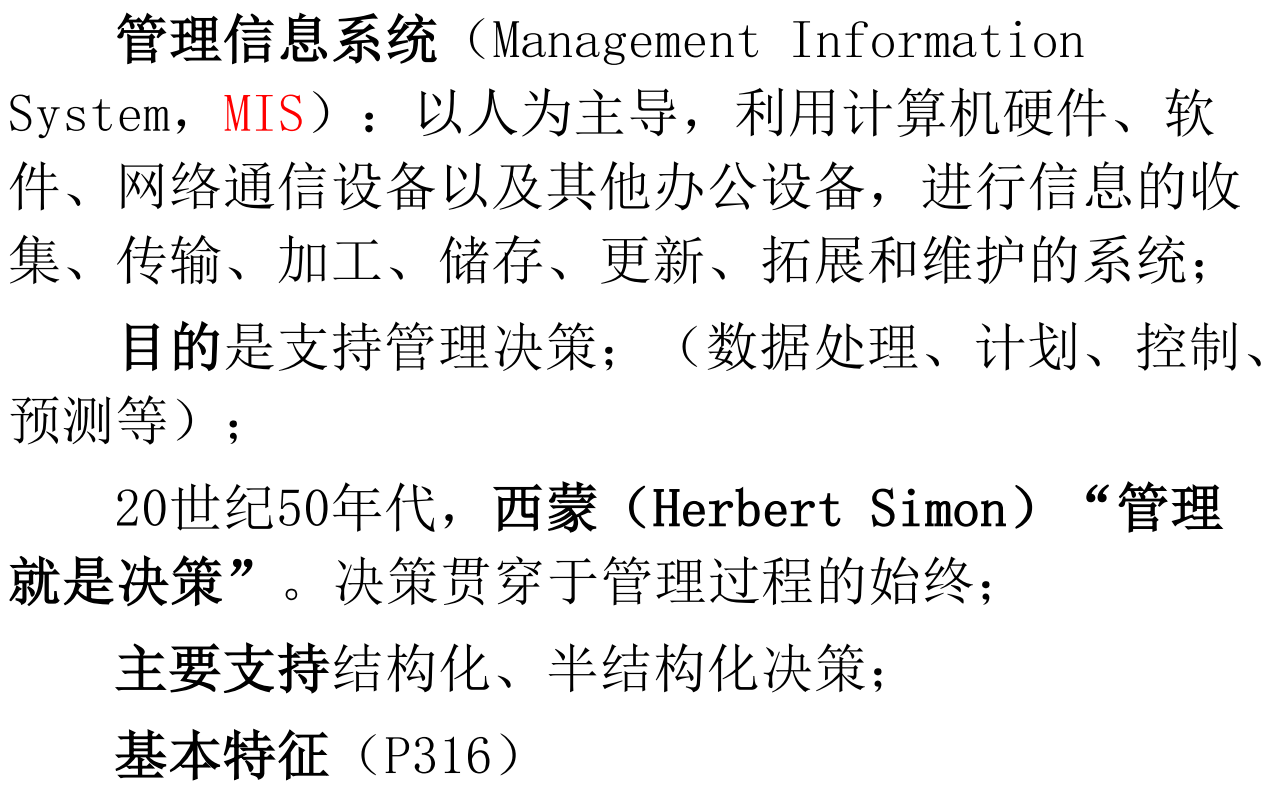 管理信息系统（Management Information
System，MIS）：以人为主导，利用计算机硬件、软
件、网络通信设备以及其他办公设备，进行信息的收
集、传输、加工、储存、更新、拓展和维护的系统；
目的是支持管理决策；（数据处理、计划、控制、
预测等）；
20世纪50年代，西蒙（Herbert Simon）“管理
就是决策”。决策贯穿于管理过程的始终；
主要支持结构化、半结构化决策；
基本特征（P316）